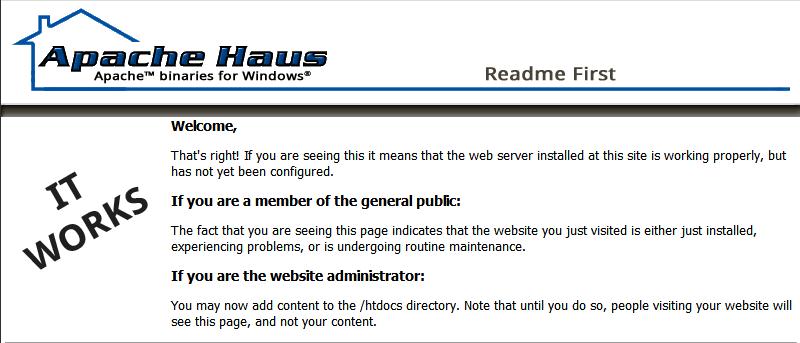 Apache Haus
Apache™ binaries for Windows®
Readme First
IT
WORKS
Welcome,
That's right! If you are seeing this it means that the web server installed at this site is working properly, but
has not yet been configured.
If you are a member of the general public:
The fact that you are seeing this page indicates that the website you just visited is either just installed,
experiencing problems, or is undergoing routine maintenance.
If you are the website administrator:
You may now add content to the /htdocs directory. Note that until you do so, people visiting your website will
see this page, and not your content.